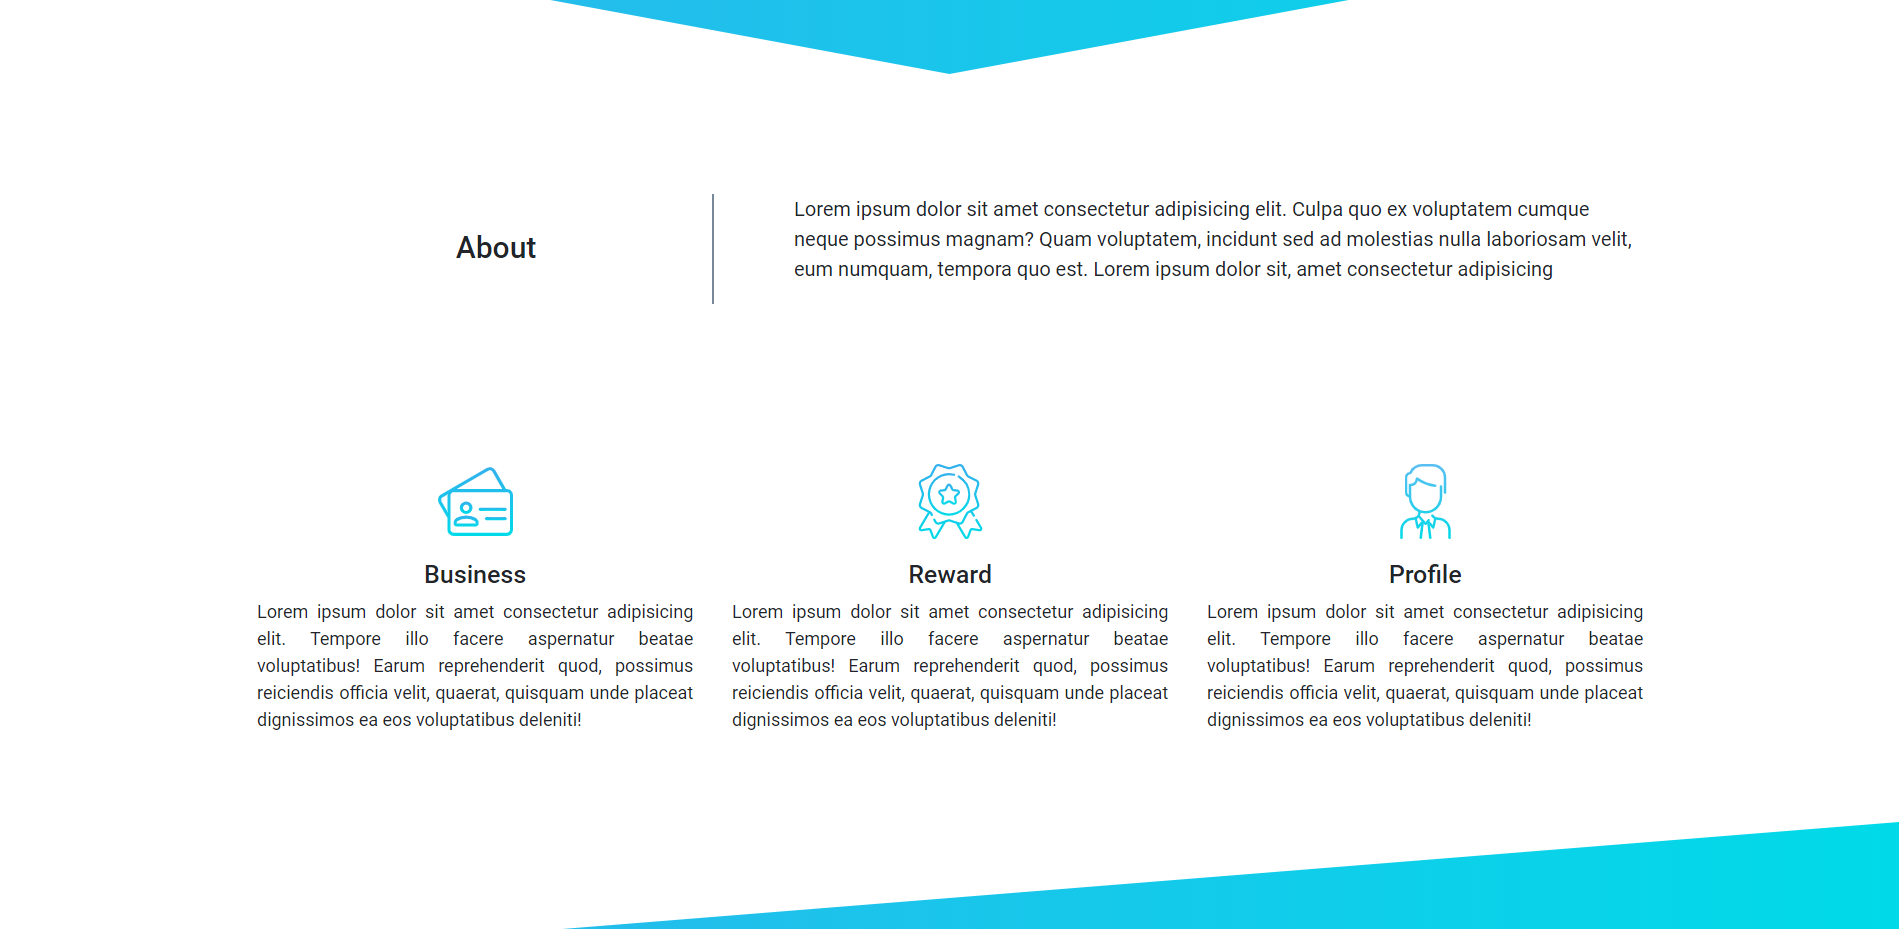 About
Lorem ipsum dolor sit amet consectetur adipisicing elit. Culpa quo ex voluptatem cumque
neque possimus magnam? Quam voluptatem, incidunt sed ad molestias nulla laboriosam velit,
eum numquam, tempora quo est. Lorem ipsum dolor sit, amet consectetur adipisicing
Business
Lorem ipsum dolor sit amet consectetur adipisicing
elit. Tempore illo facere aspernatur beatae
voluptatibus! Earum reprehenderit quod, possimus
reiciendis officia velit, quaerat, quisquam unde placeat
dignissimos ea eos voluptatibus deleniti!
Reward
Lorem ipsum dolor sit amet consectetur adipisicing
elit. Tempore illo facere aspernatur beatae
voluptatibus! Earum reprehenderit quod, possimus
reiciendis officia velit, quaerat, quisquam unde placeat
dignissimos ea eos voluptatibus deleniti!
Profile
Lorem ipsum dolor sit amet consectetur adipisicing
elit. Tempore illo facere aspernatur beatae
voluptatibus! Earum reprehenderit quod, possimus
reiciendis officia velit, quaerat, quisquam unde placeat
dignissimos ea eos voluptatibus deleniti!